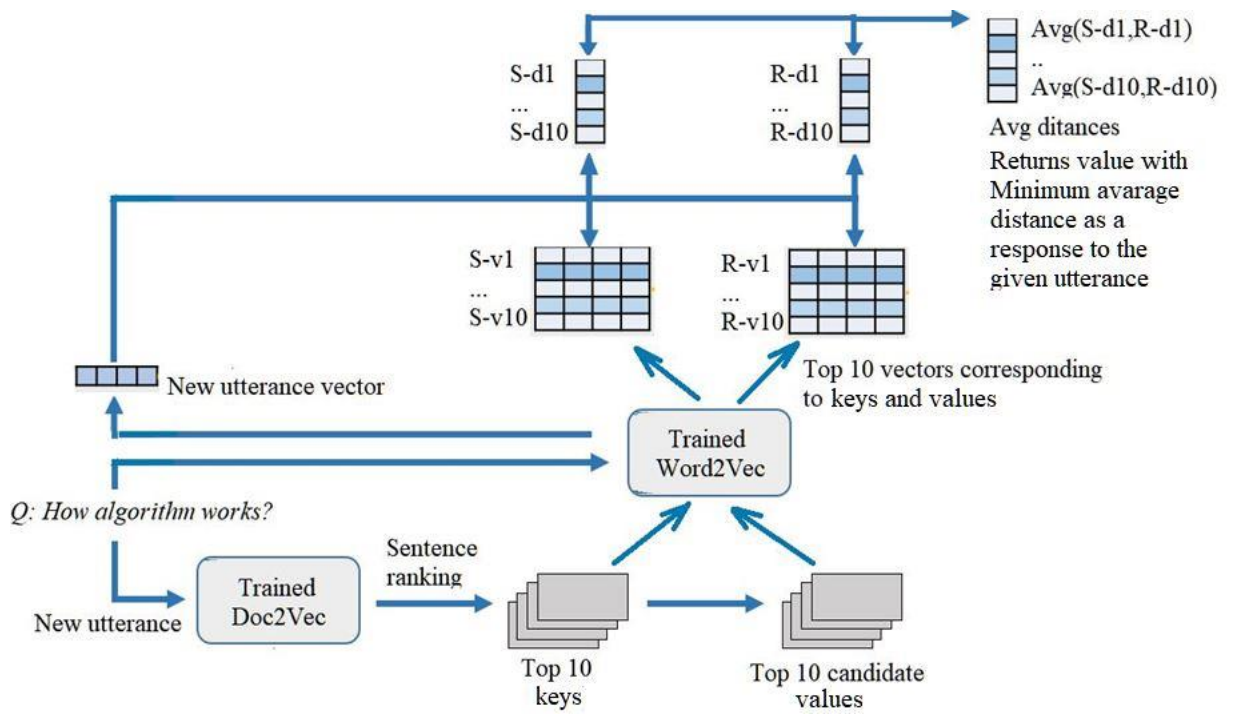 S-d1
...
S-d10
R-d1
...
R-d10
Avg(S-d1,R-d1)
..
Avg(S-d10,R-d10)
Avg ditances
Returns value with
Minimum avarage
distance as a
response to the
given utterance
S-v1
...
S-v10
R-v1
...
R-v10
New utterance vector
Top 10 vectors corresponding
to keys and values
Trained
Word2Vec
Q: How algorithm works?
New utterance
Trained
Doc2Vec
Sentence
ranking
Top 10
keys
Top 10 candidate
values